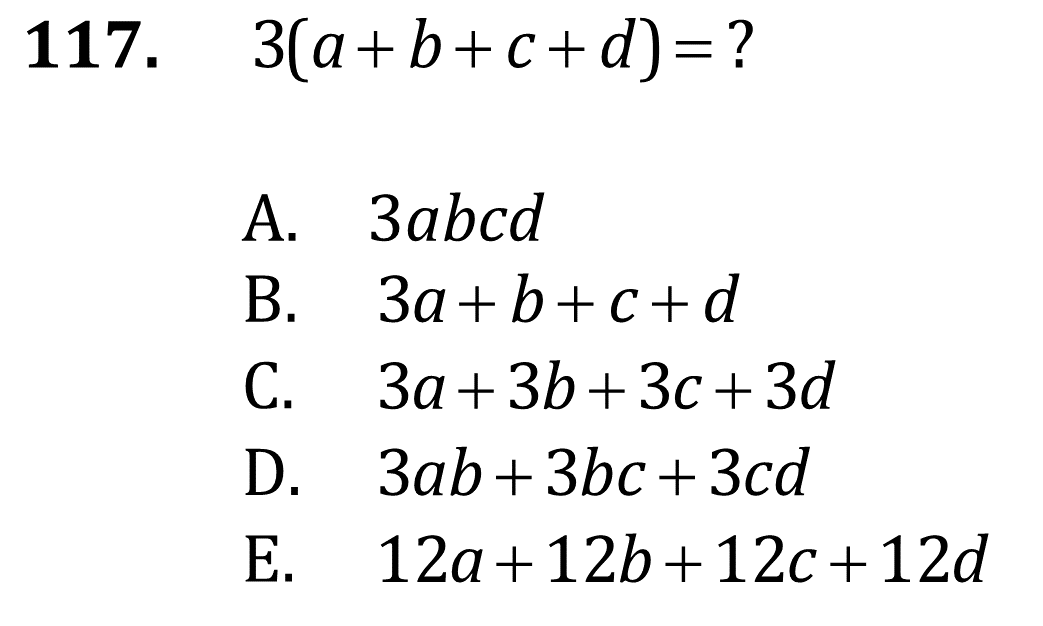 117. 3(a+b+c+d)=?
A. 3abcd
B. 3a+b+c+d
C. 3a+3b+3c+3d
D. 3ab+3bc+3cd
E. 12a+12b+12c+12d